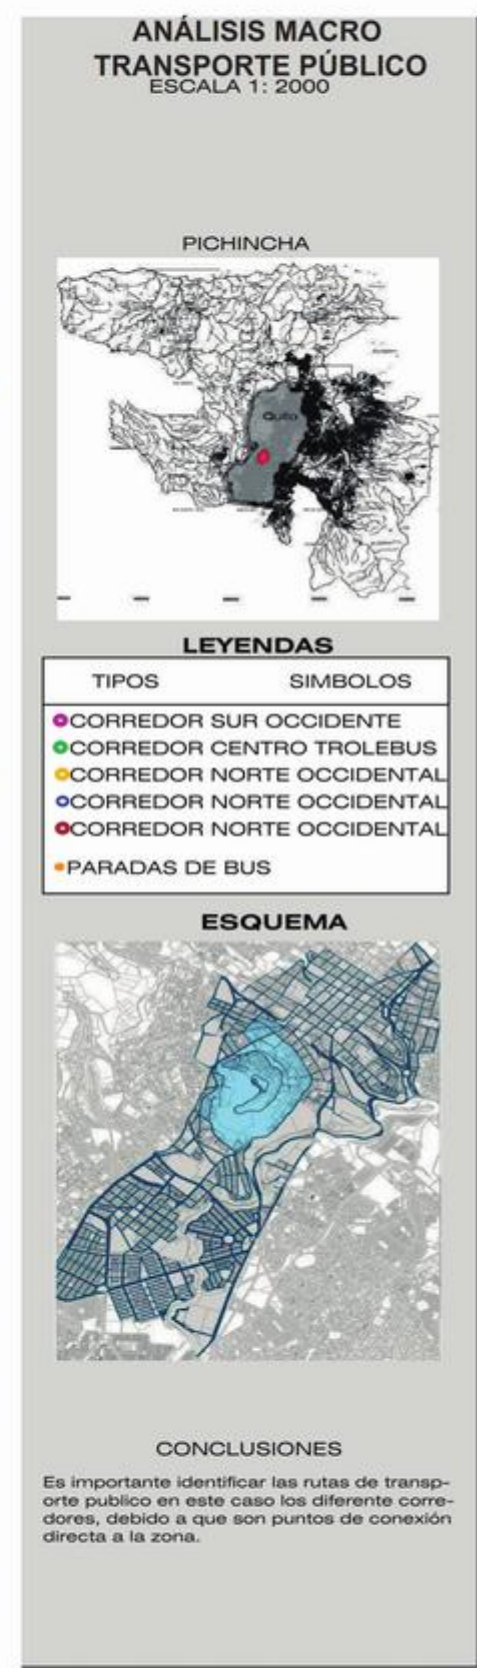 ANÁLISIS MACRO
TRANSPORTE PÚBLICO
ESCALA 1: 2000
PICHINCHA
Quito
LEYENDAS
TIPOS SIMBOLOS
CORREDOR SUR OCCIDENTE
CORREDOR CENTRO TROLEBUS
CORREDOR NORTE OCCIDENTAL
CORREDOR NORTE OCCIDENTAL
CORREDOR NORTE OCCIDENTAL
PARADAS DE BUS
ESQUEMA
CONCLUSIONES
Es importante identificar las rutas de transp-
orte publico en este caso los diferente corre-
dores, debido a que son puntos de conexión
directa a la zona.